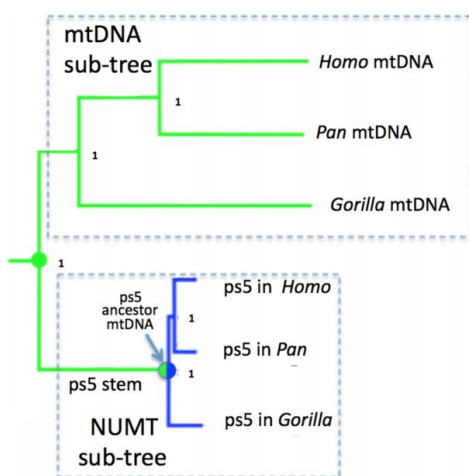 mtDNA
sub-tree
Homo mtDNA
1
Pan mtDNA
1
Gorilla mtDNA
1
ps5
ancestor
mtDNA
ps5 in Homo
1
ps5 in Pan
1
ps5 stem
ps5 in Gorilla
NUMT
sub-tree